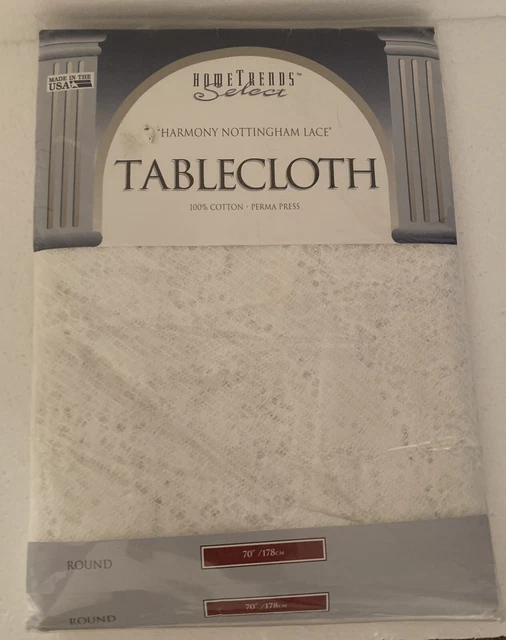 MADE IN THE
USA
HOMETRENDS™
Select
"HARMONY NOTTINGHAM LACE"
TABLECLOTH
100% COTTON · PERMA PRESS
ROUND
70" /178CM
ROUND
70" /178CM